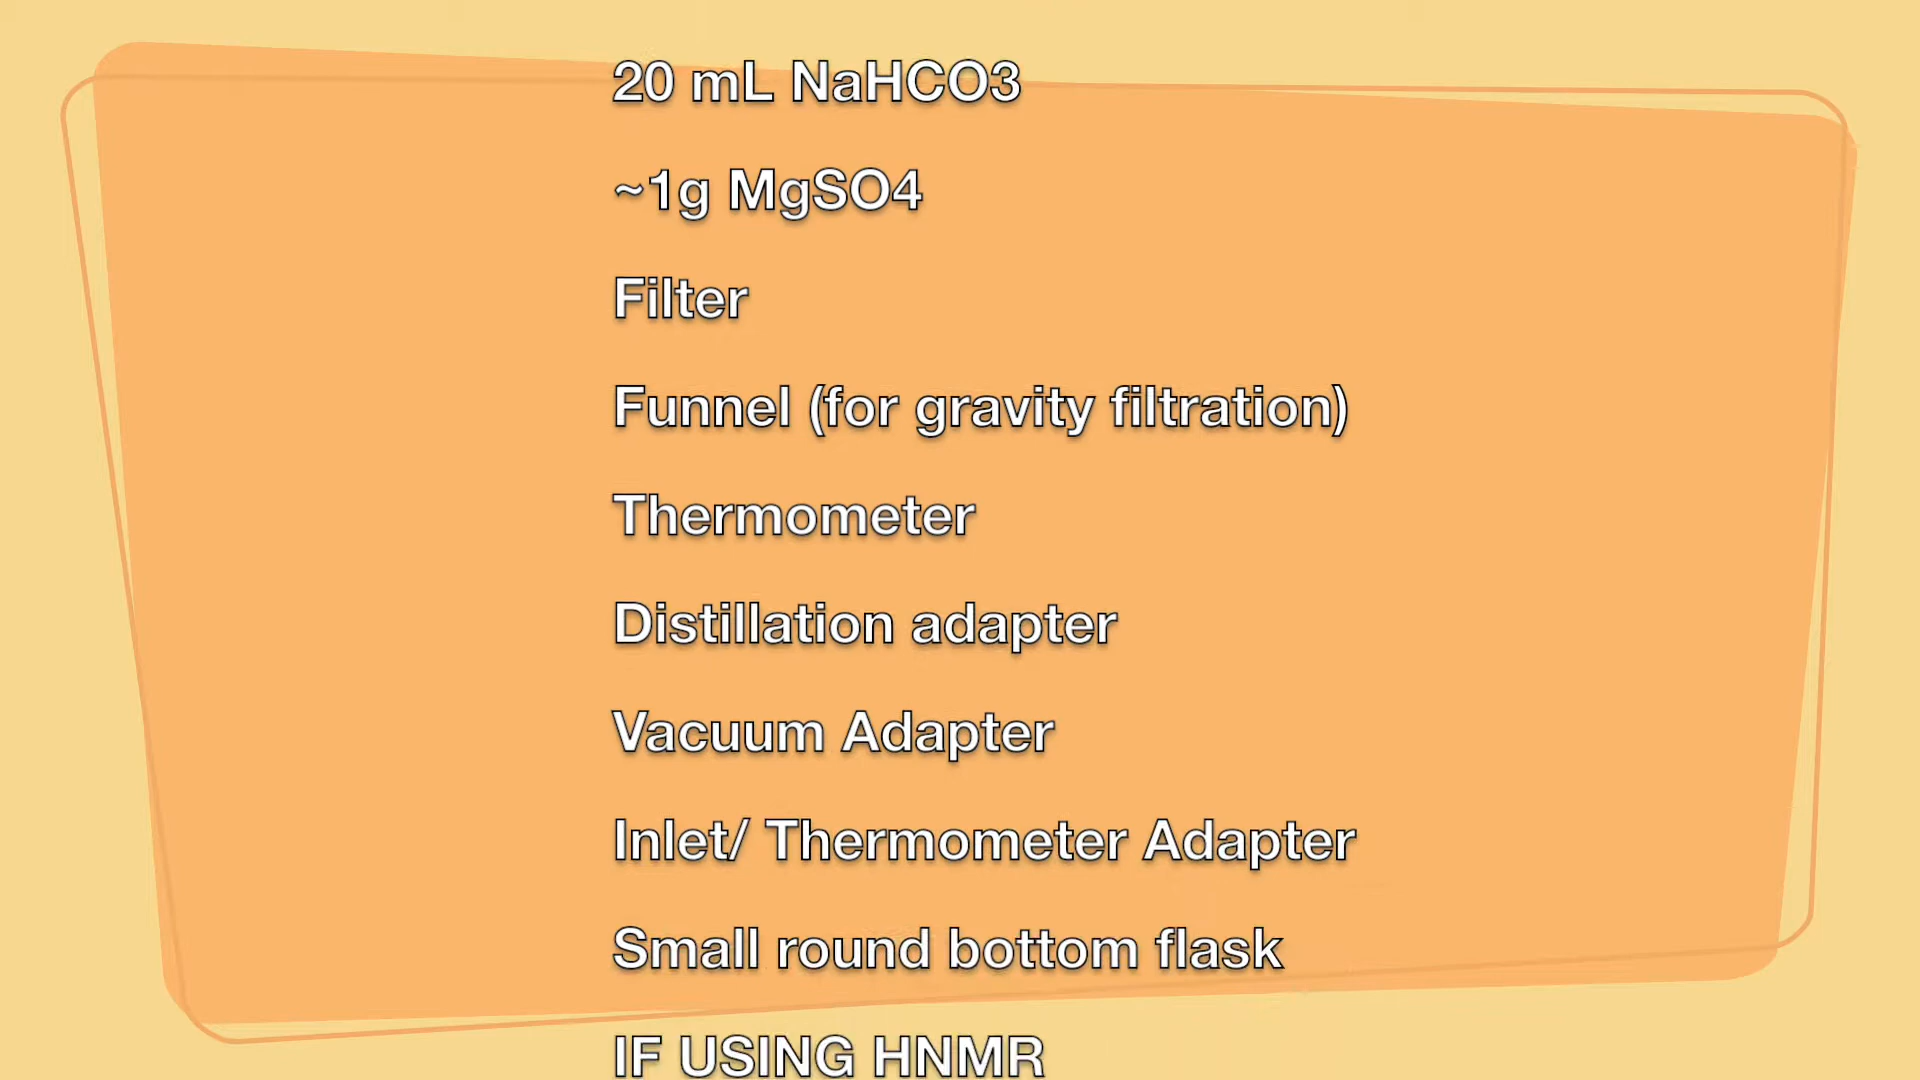 20 mL NaHCO3
~1g MgSO4
Filter
Funnel (for gravity filtration)
Thermometer
Distillation adapter
Vacuum Adapter
Inlet/ Thermometer Adapter
Small round bottom flask
IF USING HNMR